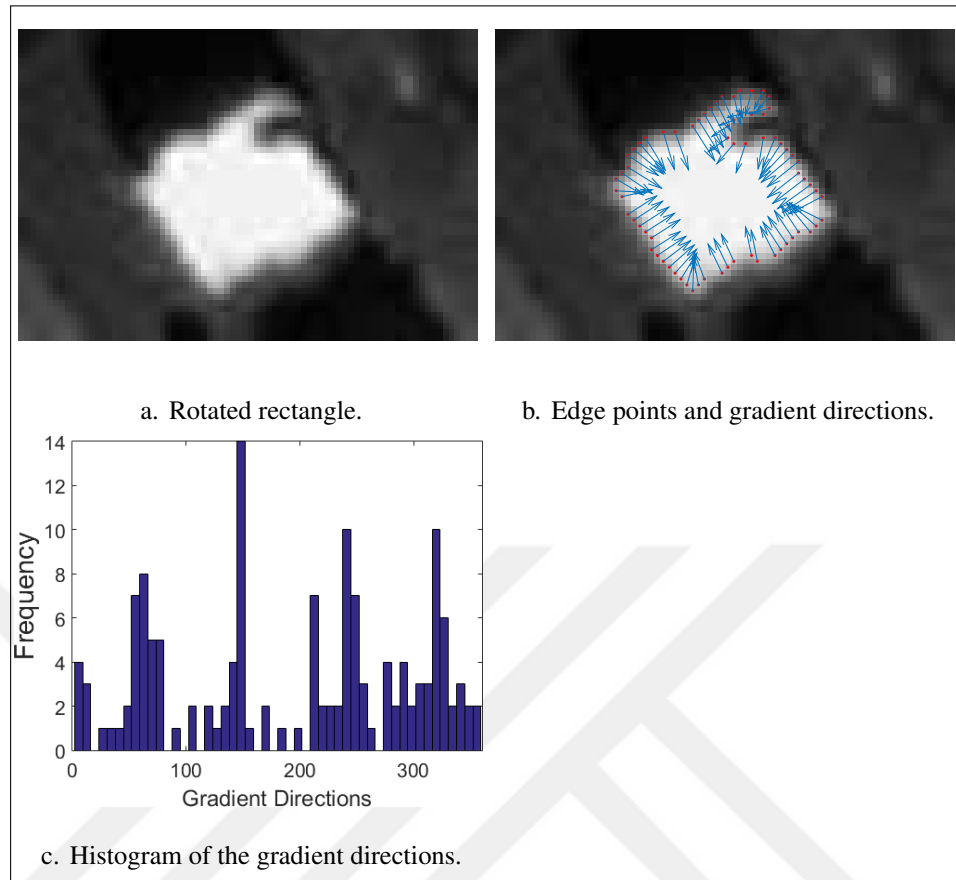 a. Rotated rectangle.
b. Edge points and gradient directions.
14
12
10
8
6
4
2
0
Frequency
0 100 200 300
Gradient Directions
c. Histogram of the gradient directions.